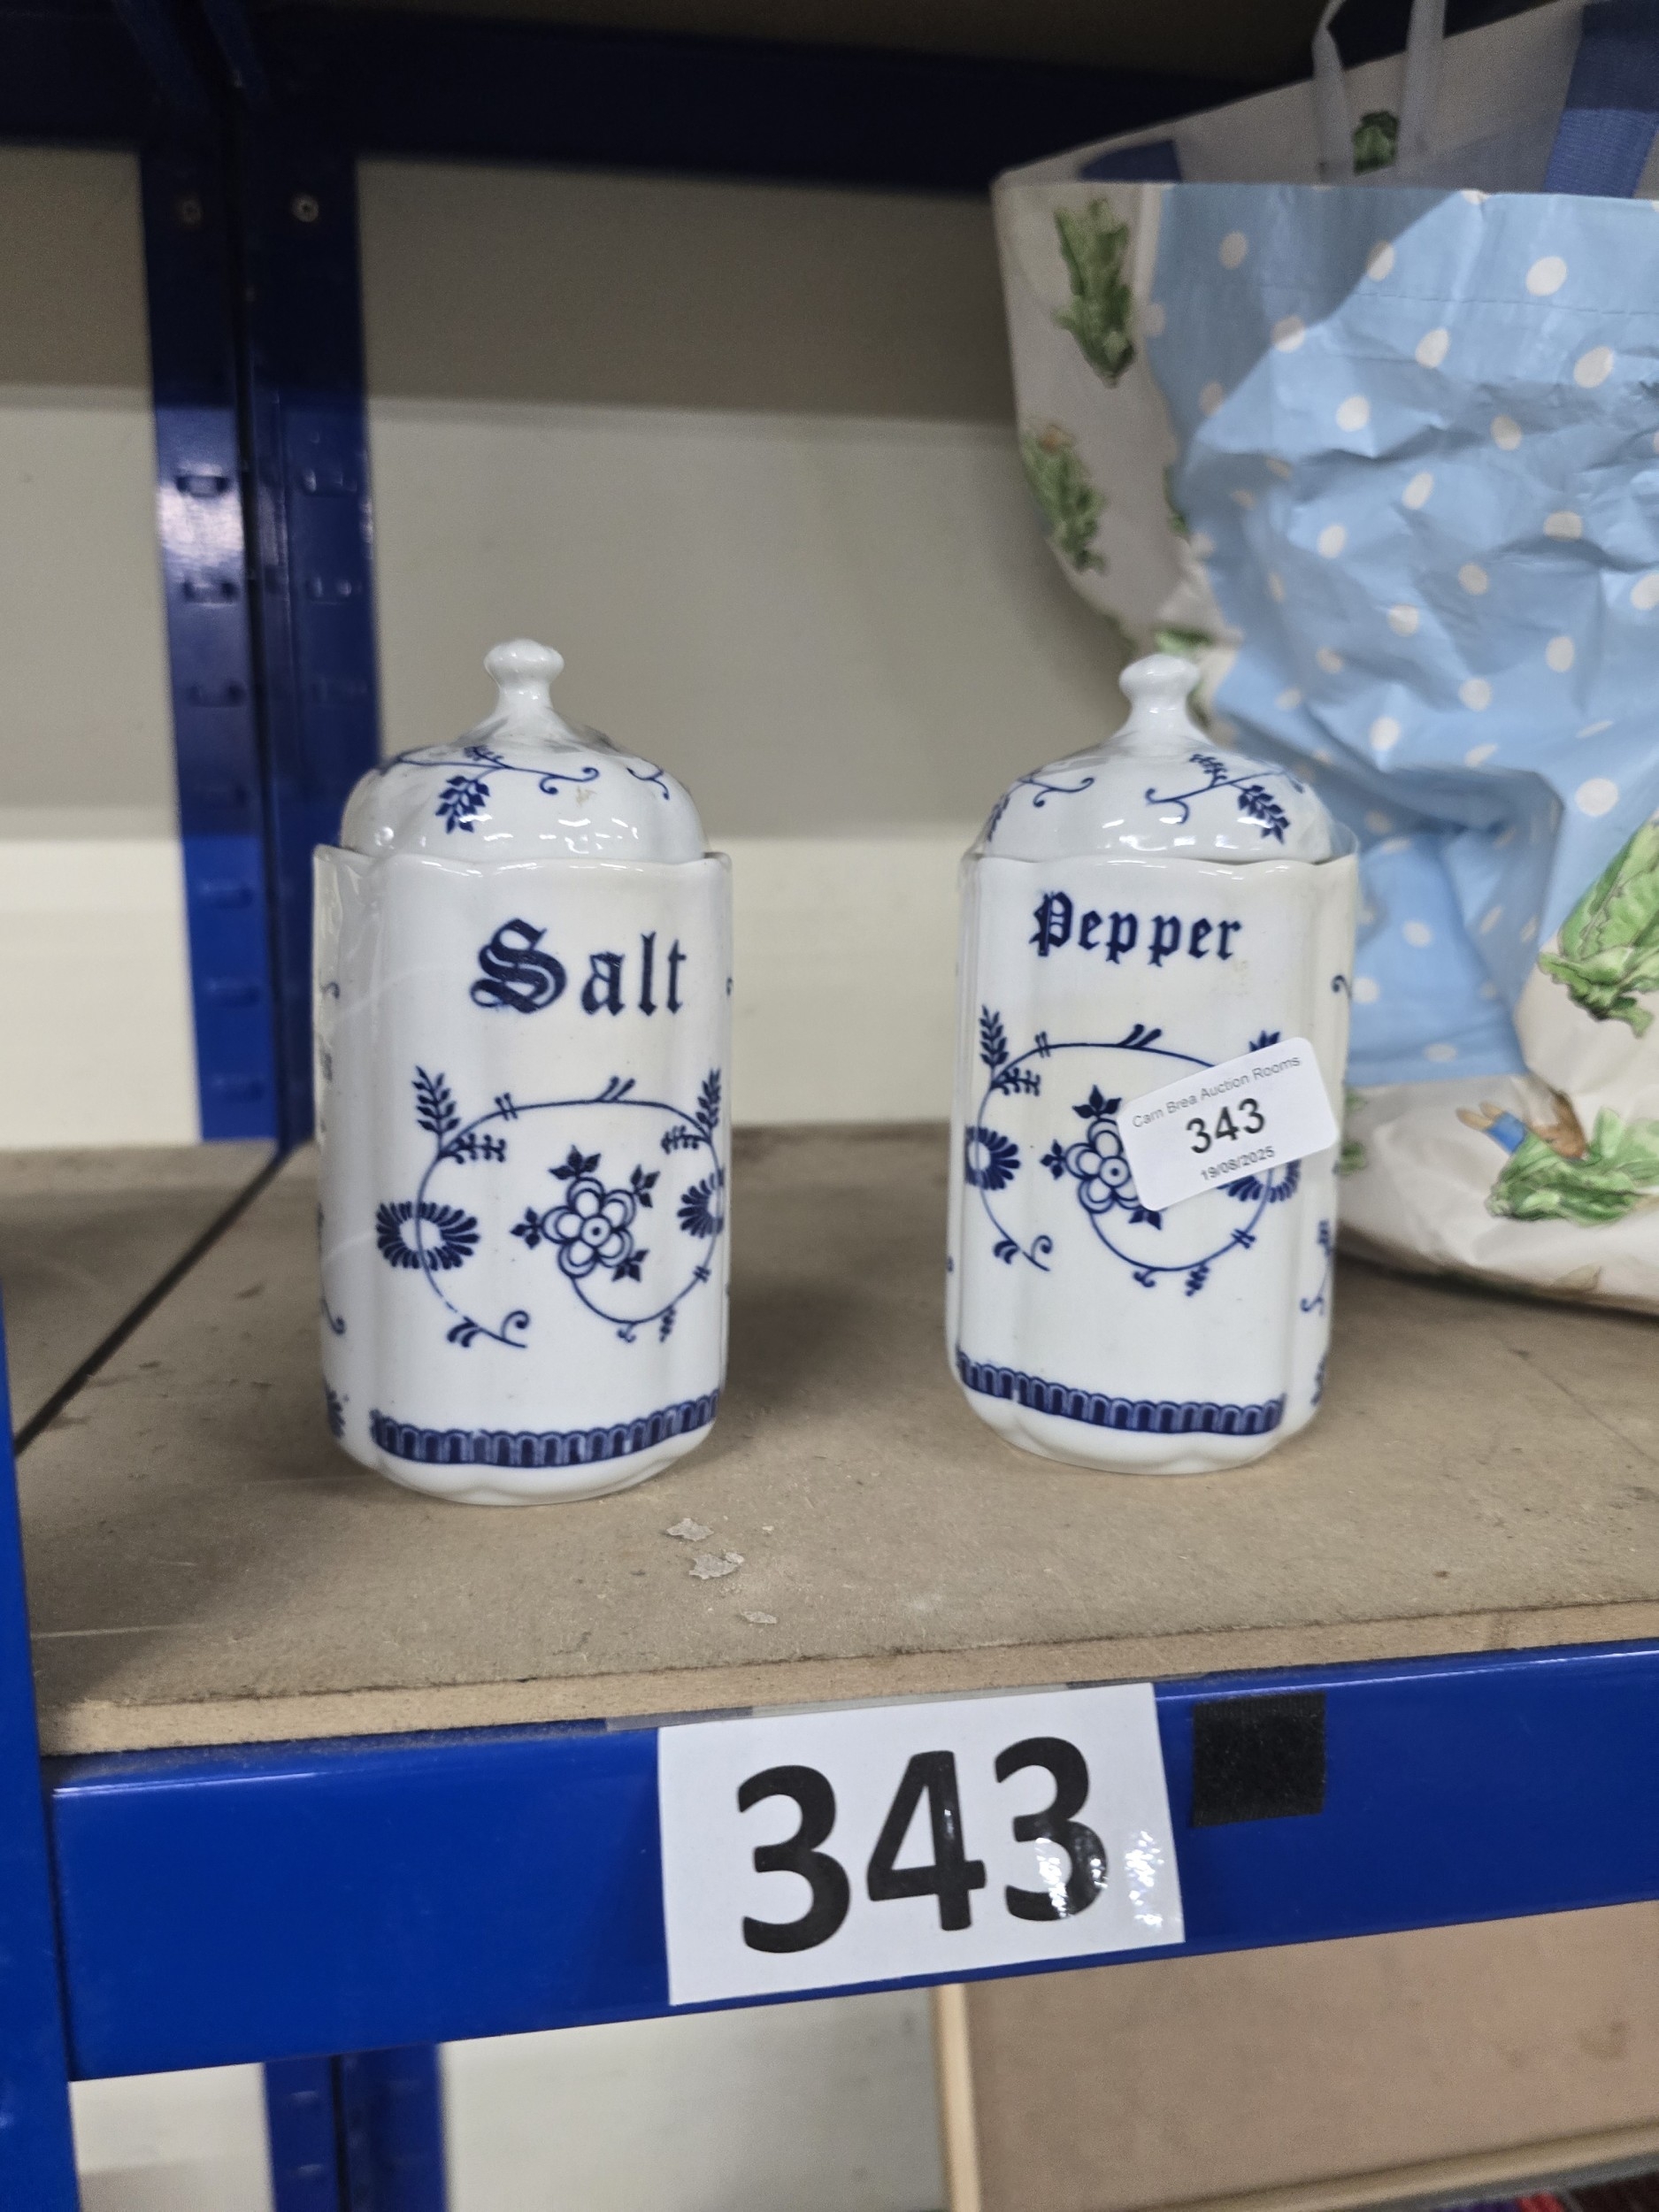 Salt
Pepper
Carn Brea Auction Rooms
343
19/08/2025
343